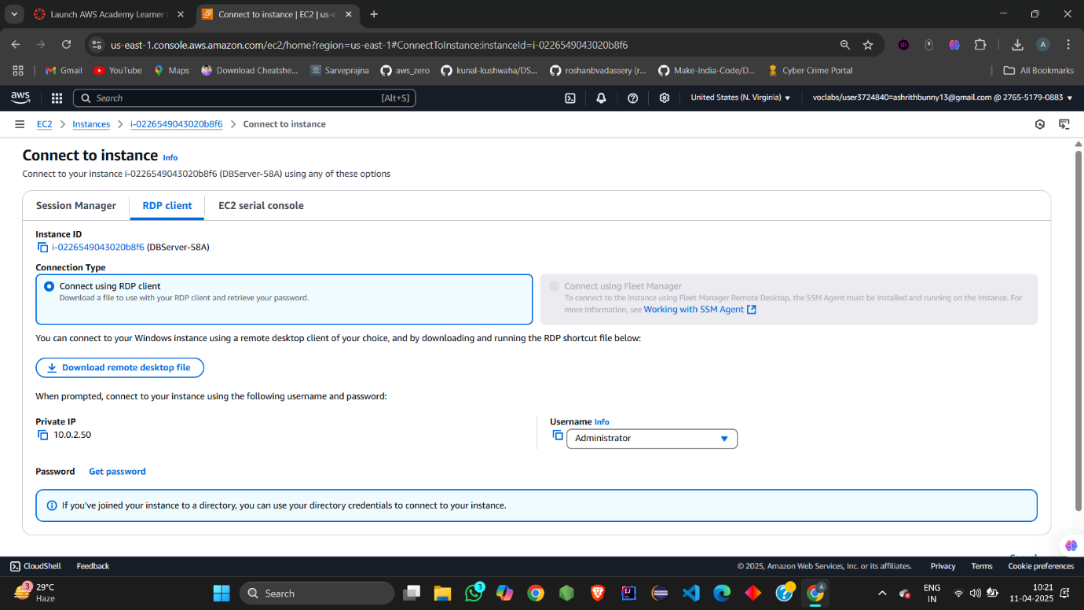 Launch AWS Academy Learner
Connect to instance | EC2 | us-e
us-east-1.console.aws.amazon.com/ec2/home?region=us-east-1#ConnectToInstance:instanceId=i-0226549043020b8f6
A
Gmail
YouTube
Maps
Download Cheatshe...
Sarveprajna
aws_zero
kunal-kushwaha/DS...
roshanbvadassery (r...
Make-India-Code/D...
Cyber Crime Portal
All Bookmarks
aws
Search
[Alt+S]
United States (N. Virginia)
voclabs/user3724840=ashrithbunny13@gmail.com @ 2765-5179-0883
EC2
Instances
i-0226549043020b8f6
Connect to instance
Connect to instance Info
Connect to your instance i-0226549043020b8f6 (DBServer-58A) using any of these options
Session Manager
RDP client
EC2 serial console
Instance ID
i-0226549043020b8f6 (DBServer-58A)
Connection Type
Connect using RDP client
Download a file to use with your RDP client and retrieve your password.
Connect using Fleet Manager
To connect to the instance using Fleet Manager Remote Desktop, the SSM Agent must be installed and running on the instance. For
more information, see Working with SSM Agent
You can connect to your Windows instance using a remote desktop client of your choice, and by downloading and running the RDP shortcut file below:
Download remote desktop file
When prompted, connect to your instance using the following username and password:
Private IP
10.0.2.50
Username Info
Administrator
Password
Get password
If you've joined your instance to a directory, you can use your directory credentials to connect to your instance.
CloudShell
Feedback
© 2025, Amazon Web Services, Inc. or its affiliates.
Privacy
Terms
Cookie preferences
3
29°C
Haze
Search
3
ENG
IN
10:21
11-04-2025